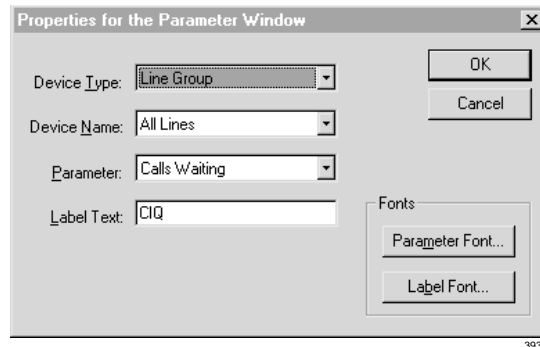 Properties for the Parameter Window
Device Type: Line Group
Device Name: All Lines
Parameter: Calls Waiting
Label Text: CIQ
OK
Cancel
Fonts
Parameter Font...
Label Font...
393